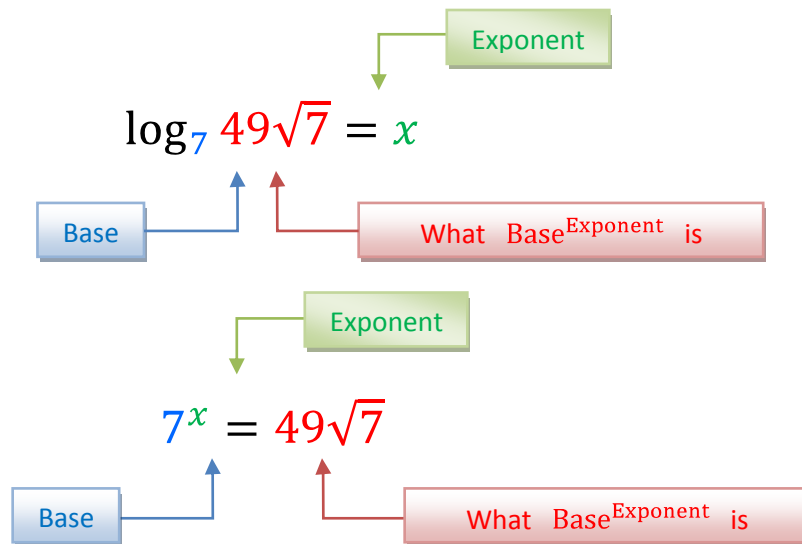 Exponent
log₇ 49√7 = x
Base
What Base^Exponent is
Exponent
7^x = 49√7
Base
What Base^Exponent is